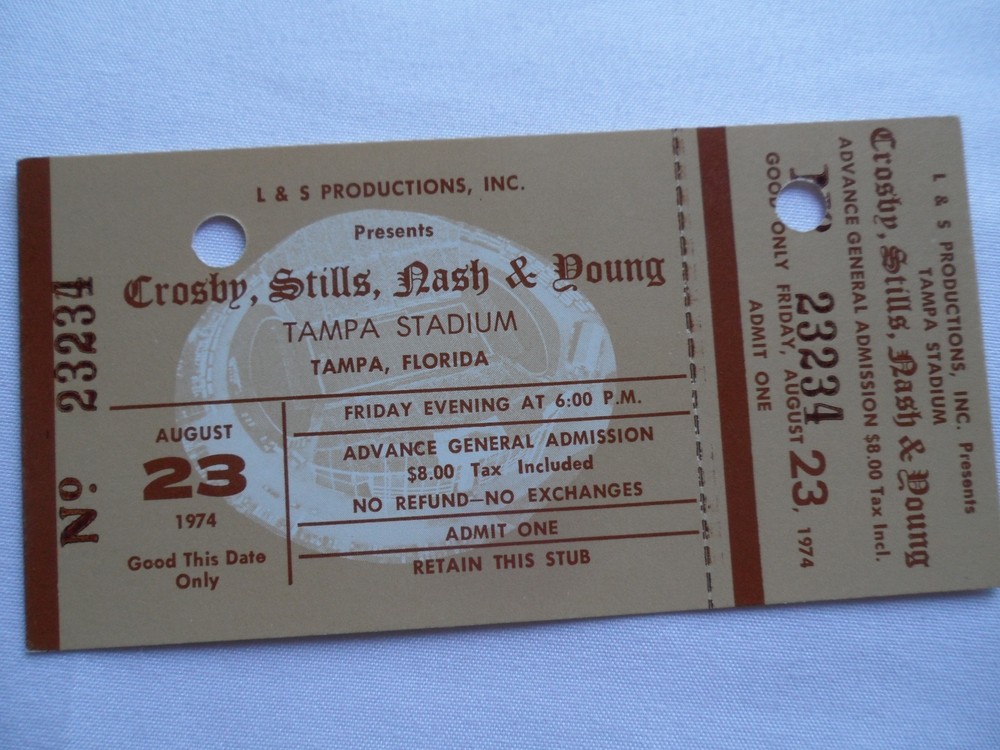 L & S PRODUCTIONS, INC.
Presents
Crosby, Stills, Nash & Young
TAMPA STADIUM
TAMPA, FLORIDA
FRIDAY EVENING AT 6:00 P.M.
ADVANCE GENERAL ADMISSION
$8.00 Tax Included
NO REFUND—NO EXCHANGES
ADMIT ONE
RETAIN THIS STUB
AUGUST
23
1974
Good This Date
Only
No. 23234
L & S PRODUCTIONS, INC. Presents
TAMPA STADIUM
Crosby, Stills, Nash & Young
ADVANCE GENERAL ADMISSION $8.00 Tax Incl.
23234
ONLY FRIDAY, AUGUST 23, 1974
ADMIT ONE